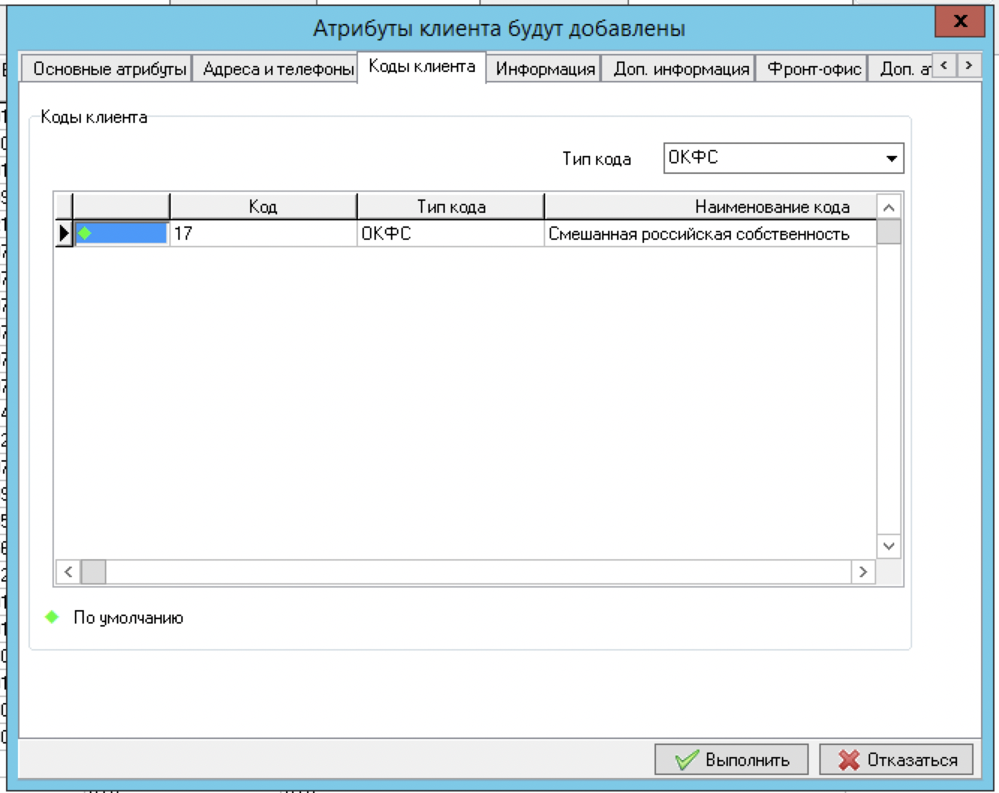 Атрибуты клиента будут добавлены
Основные атрибуты Адреса и телефоны Коды клиента Информация Доп. информация Фронт-офис Доп.
Коды клиента
Тип кода ОКФС
Код Тип кода Наименование кода
17 ОКФС Смешанная российская собственность
По умолчанию
Выполнить Отказаться